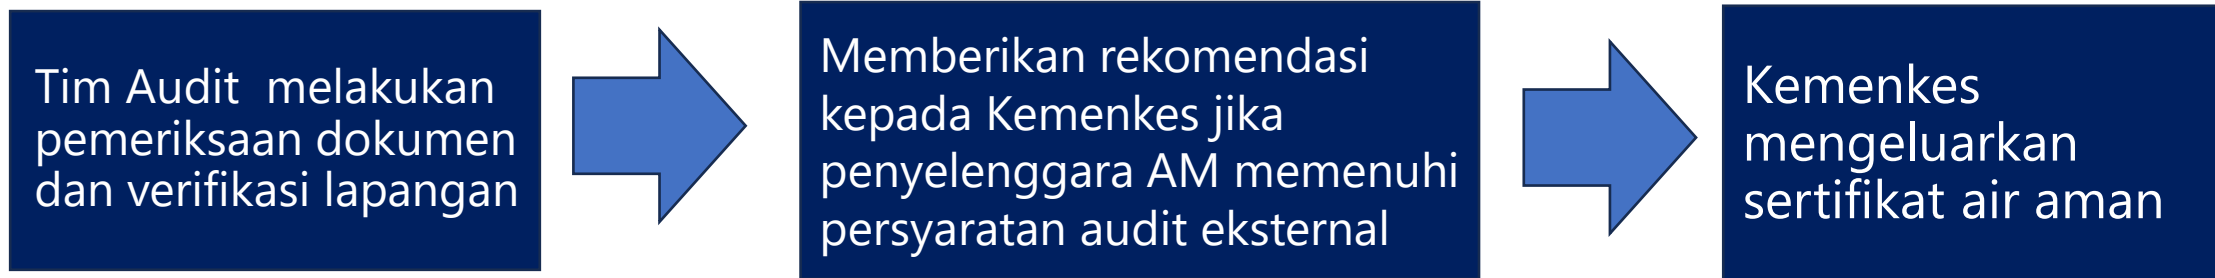 Tim Audit  melakukan
pemeriksaan dokumen
dan verifikasi lapangan
Memberikan rekomendasi
kepada Kemenkes jika
penyelenggara AM memenuhi
persyaratan audit eksternal
Kemenkes
mengeluarkan
sertifikat air aman